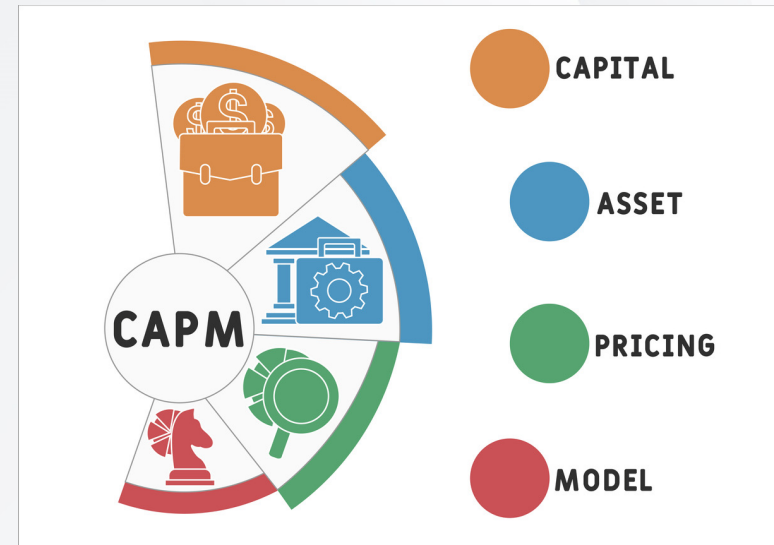 CAPM
CAPITAL
ASSET
PRICING
MODEL
$
$
$